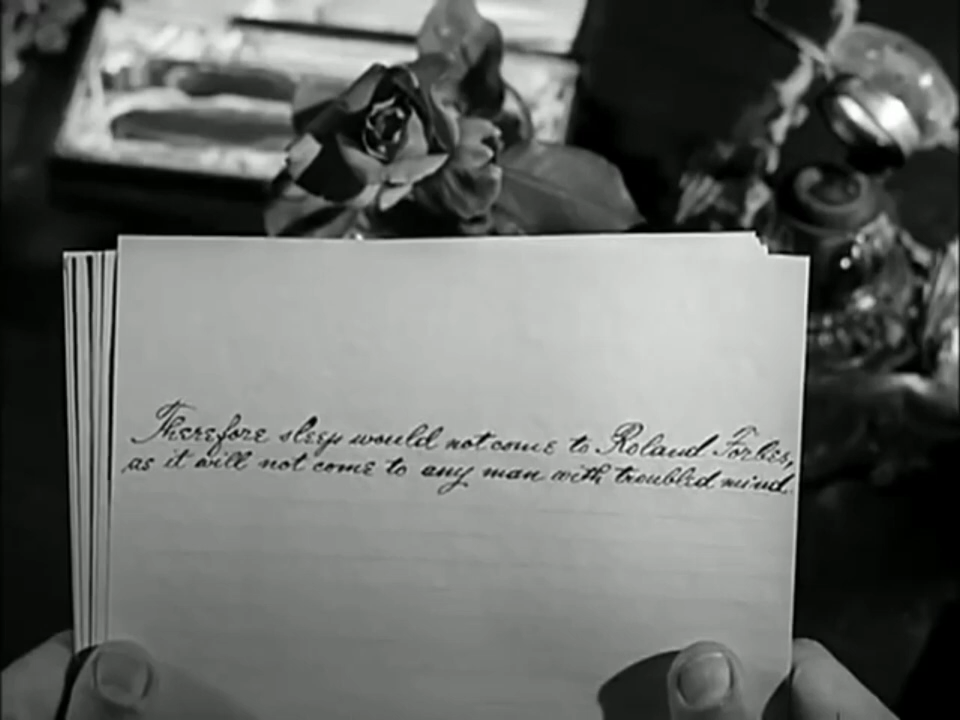 Therefore sleep would not come to Roland Forbes,
as it will not come to any man with troubled mind.